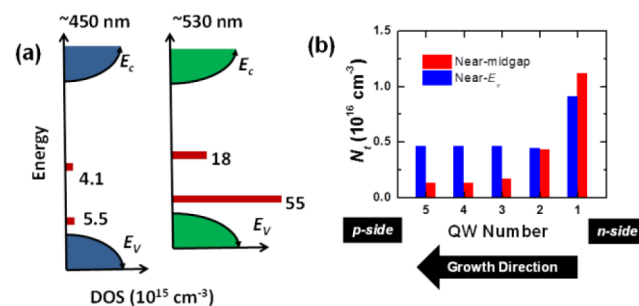 (a)
~450 nm
~530 nm
Energy
E_c
E_c
4.1
18
5.5
55
E_V
E_V
DOS (10^15 cm^-3)
(b)
N_t (10^16 cm^-3)
1.5
1.0
0.5
0.0
Near-midgap
Near-E_v
5 4 3 2 1
p-side
QW Number
n-side
Growth Direction